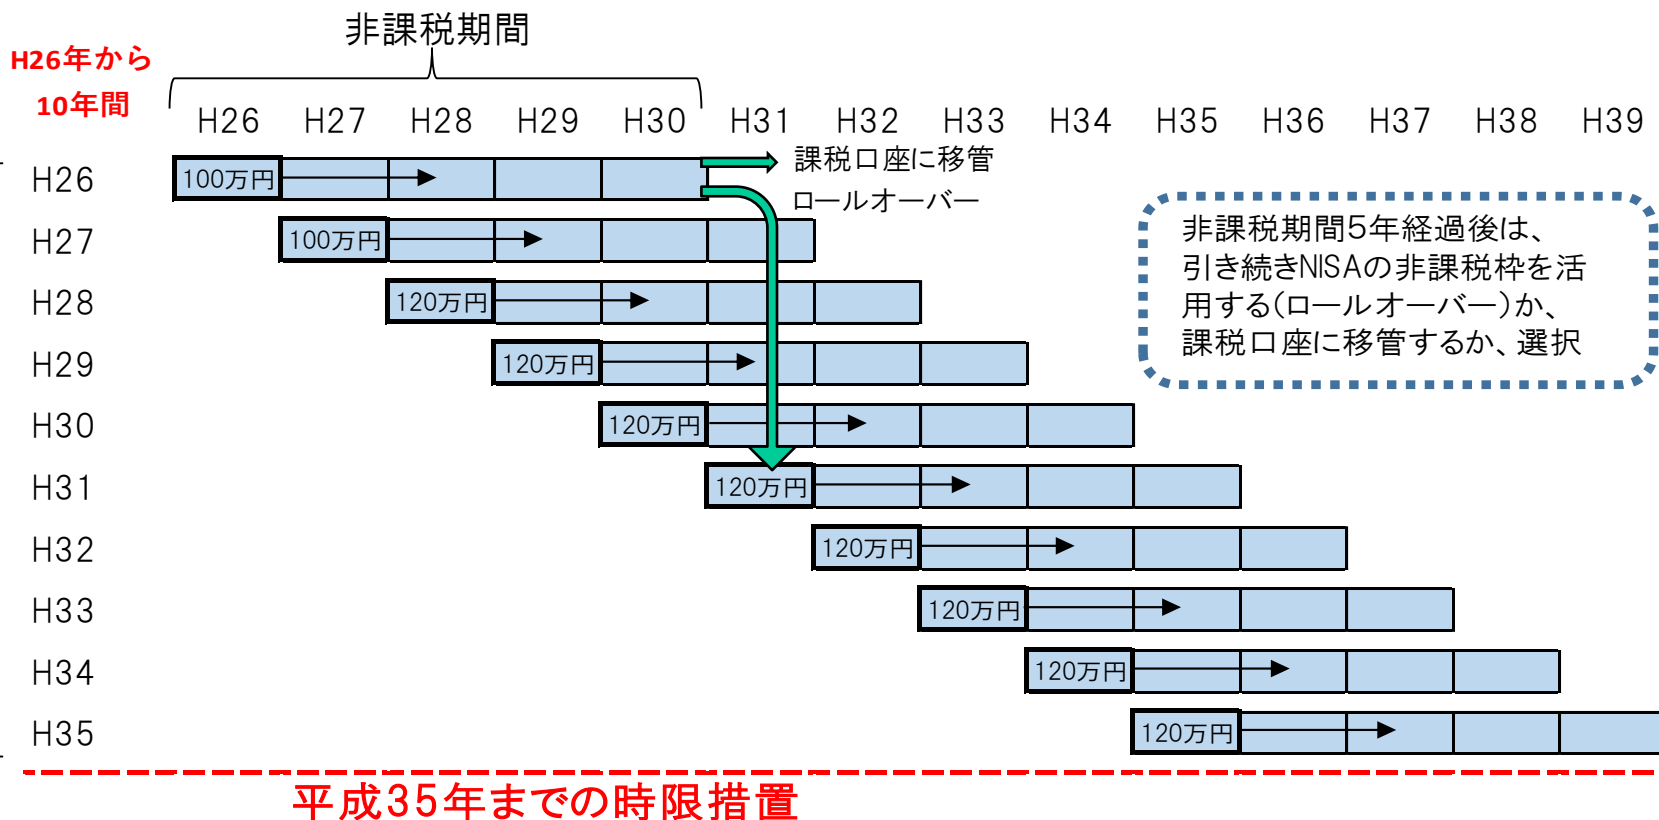 非課税期間
H26年から
10年間
H26 H27 H28 H29 H30 H31 H32 H33 H34 H35 H36 H37 H38 H39
H26 100万円 課税口座に移管
ロールオーバー
H27 100万円
H28 120万円
H29 120万円
H30 120万円
H31 120万円
H32 120万円
H33 120万円
H34 120万円
H35 120万円
非課税期間5年経過後は、
引き続きNISAの非課税枠を活
用する(ロールオーバー)か、
課税口座に移管するか、選択
平成35年までの時限措置